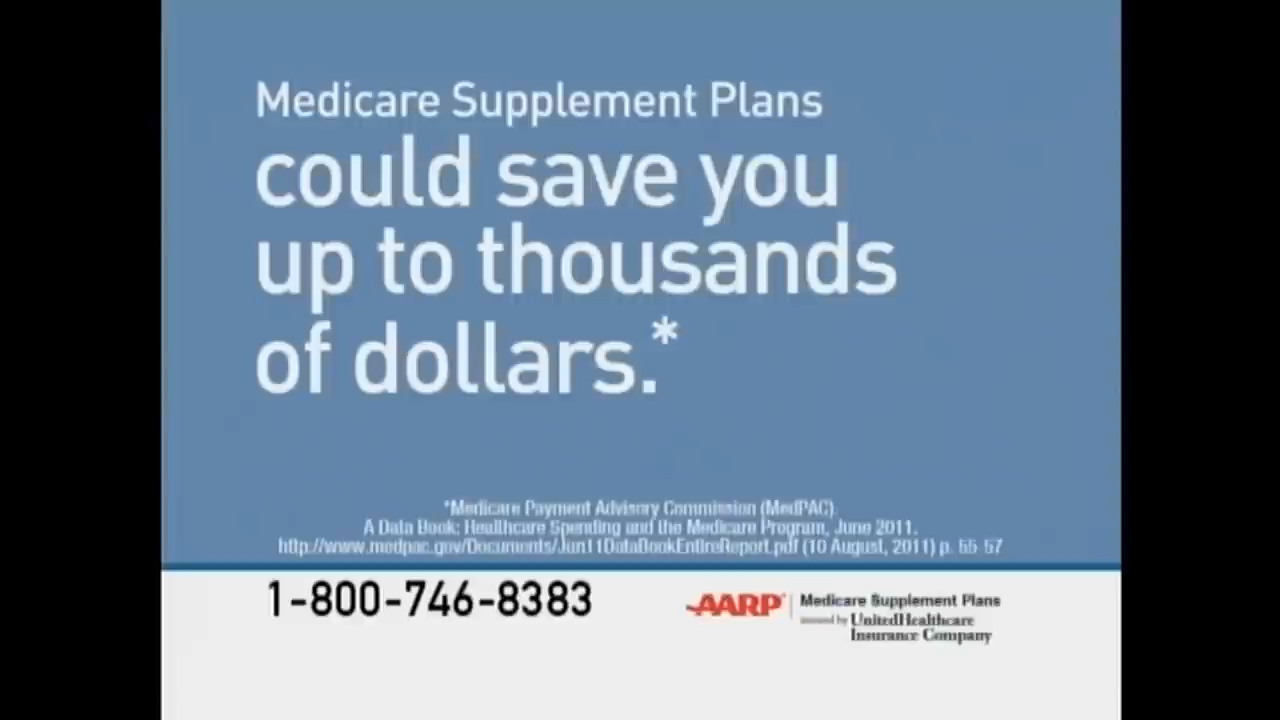 Medicare Supplement Plans
could save you
up to thousands
of dollars.*
*Medicare Payment Advisory Commission (MedPAC).
A Data Book: Healthcare Spending and the Medicare Program, June 2011.
http://www.medpac.gov/Documents/Jun11DataBookEntireReport.pdf (10 August, 2011) p. 55-57
1-800-746-8383
AARP
Medicare Supplement Plans
insured by UnitedHealthcare
Insurance Company